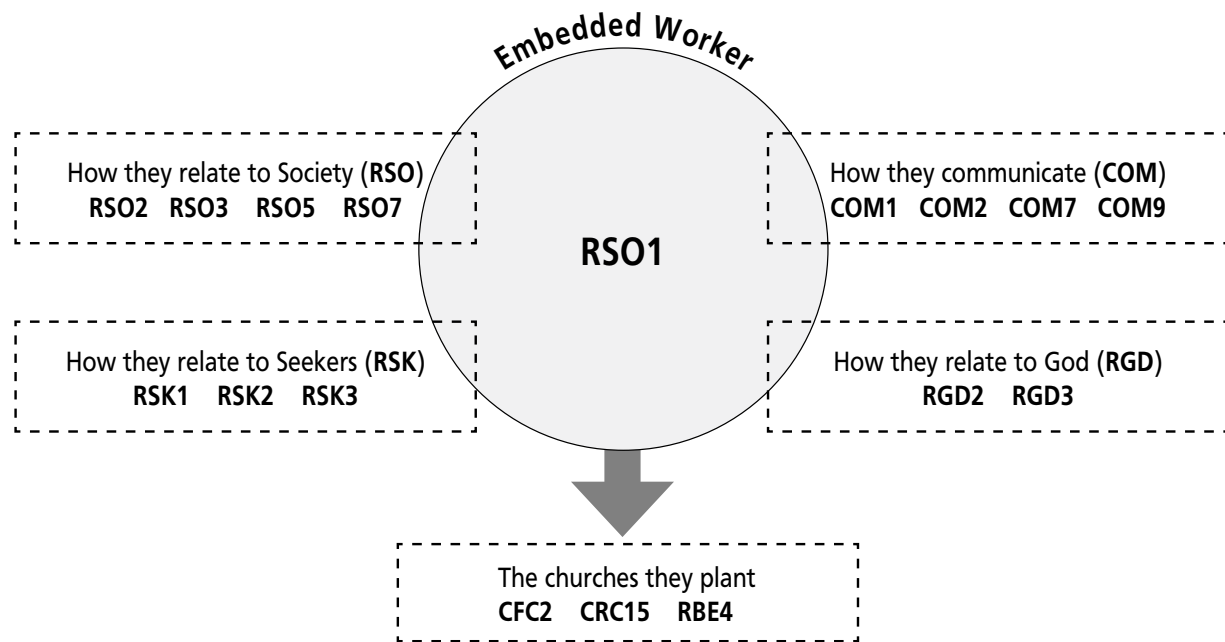 Embedded Worker
How they relate to Society (RSO)
RSO2 RSO3 RSO5 RSO7
How they communicate (COM)
COM1 COM2 COM7 COM9
RSO1
How they relate to Seekers (RSK)
RSK1 RSK2 RSK3
How they relate to God (RGD)
RGD2 RGD3
The churches they plant
CFC2 CRC15 RBE4